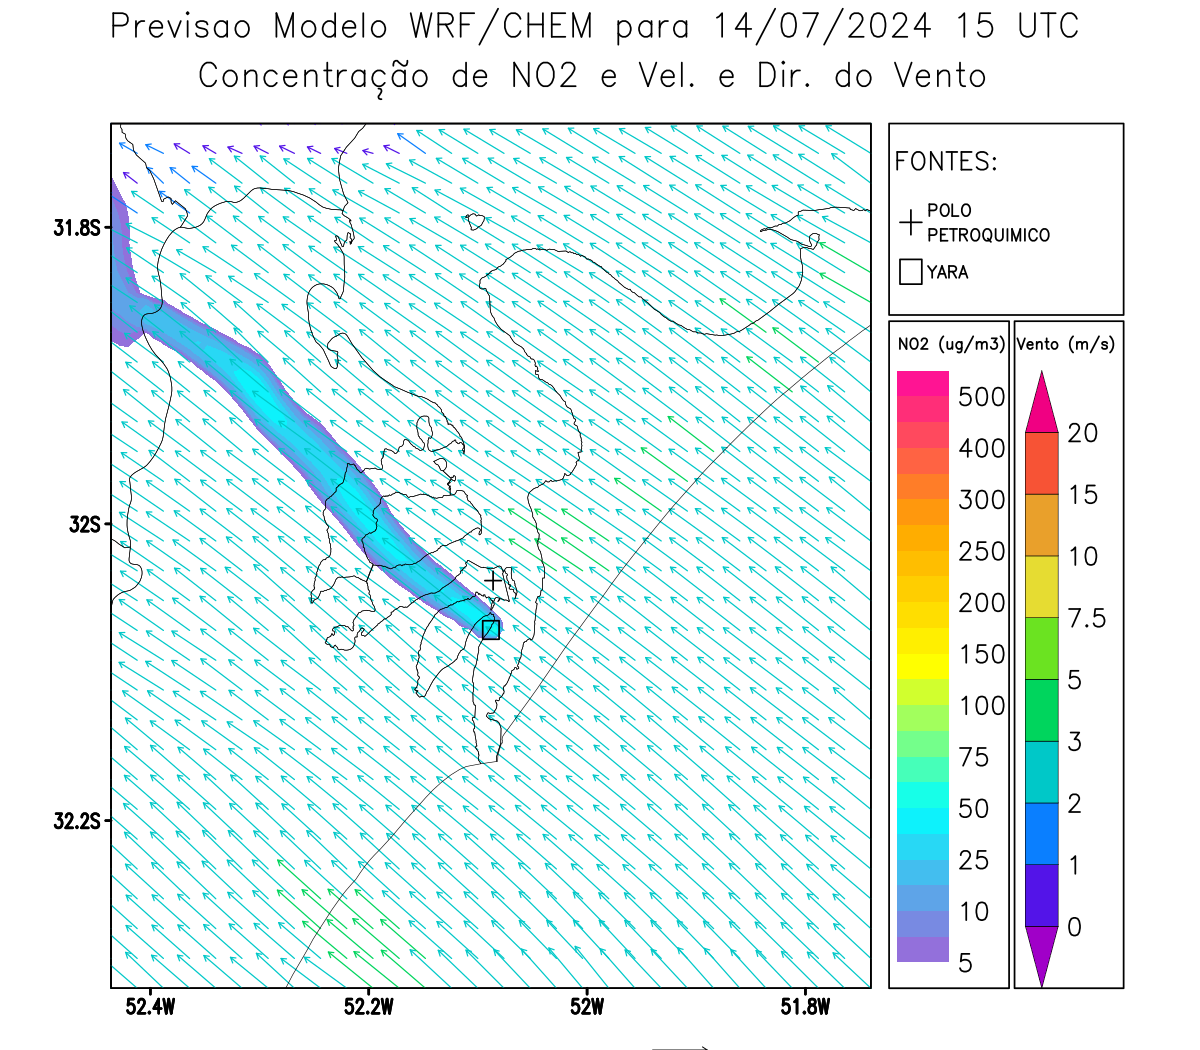 Previsao Modelo WRF/CHEM para 14/07/2024 15 UTC
Concentração de NO2 e Vel. e Dir. do Vento
FONTES:
POLO
PETROQUIMICO
YARA
NO2 (ug/m3)
500
400
300
250
200
150
100
75
50
25
10
5
Vento (m/s)
20
15
10
7.5
5
3
2
1
0
31.8S
32S
32.2S
52.4W
52.2W
52W
51.8W